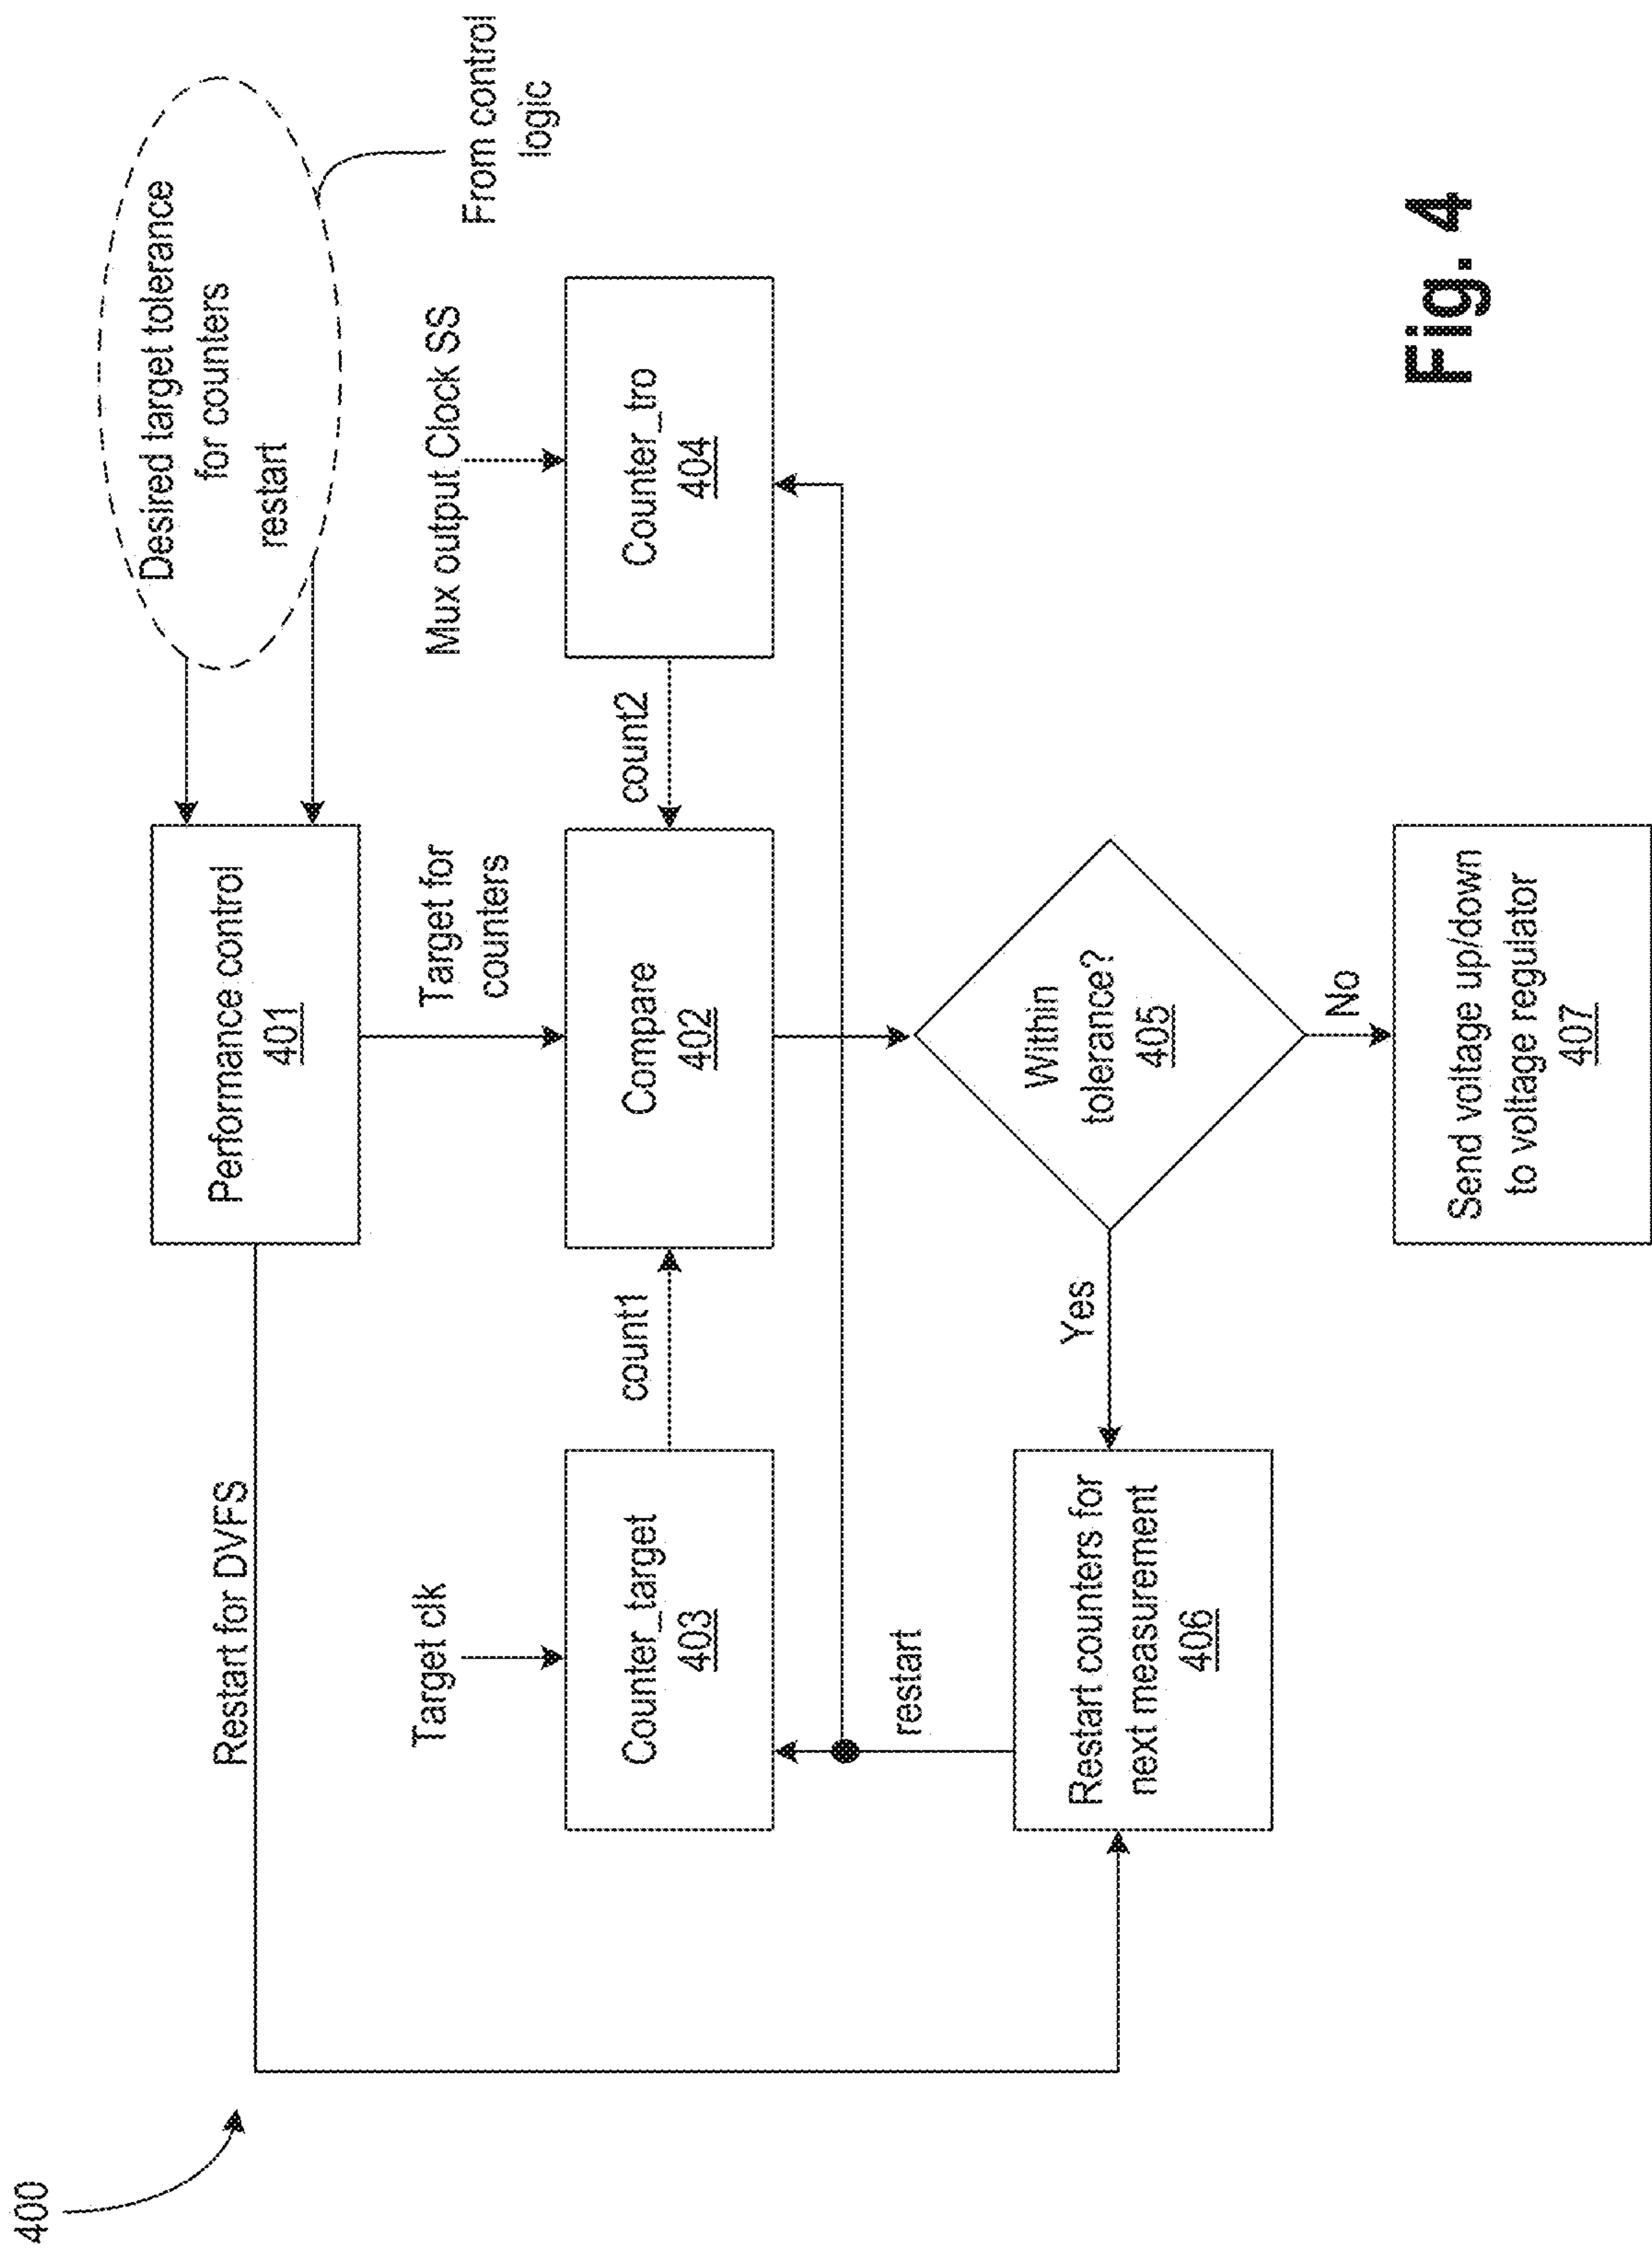 400
Restart for DVFS
Performance control
401
Desired target tolerance
for counters
restart
From control
logic
Target clk
Target for
counters
Mux output Clock SS
Counter_target
403
count1
Compare
402
count2
Counter_tro
404
restart
Restart counters for
next measurement
406
Yes
Within
tolerance?
405
No
Send voltage up/down
to voltage regulator
407
Fig. 4